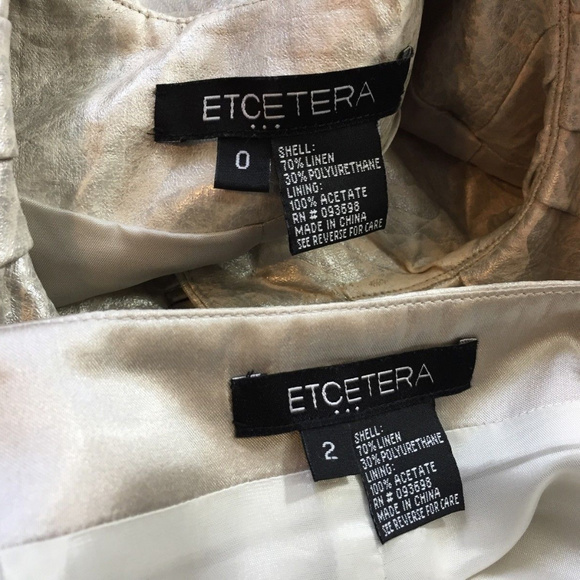 ETCETERA
0
SHELL:
70% LINEN
30% POLYURETHANE
LINING:
100% ACETATE
RN # 093698
MADE IN CHINA
SEE REVERSE FOR CARE
ETCETERA
2
SHELL:
70% LINEN
30% POLYURETHANE
LINING:
100% ACETATE
RN # 093698
MADE IN CHINA
SEE REVERSE FOR CARE